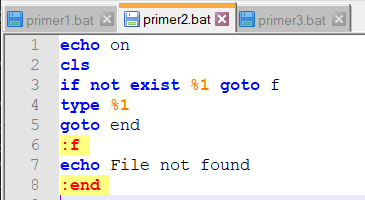 primer1.bat primer2.bat primer3.bat
1 echo on
2 cls
3 if not exist %1 goto f
4 type %1
5 goto end
6 :f
7 echo File not found
8 :end